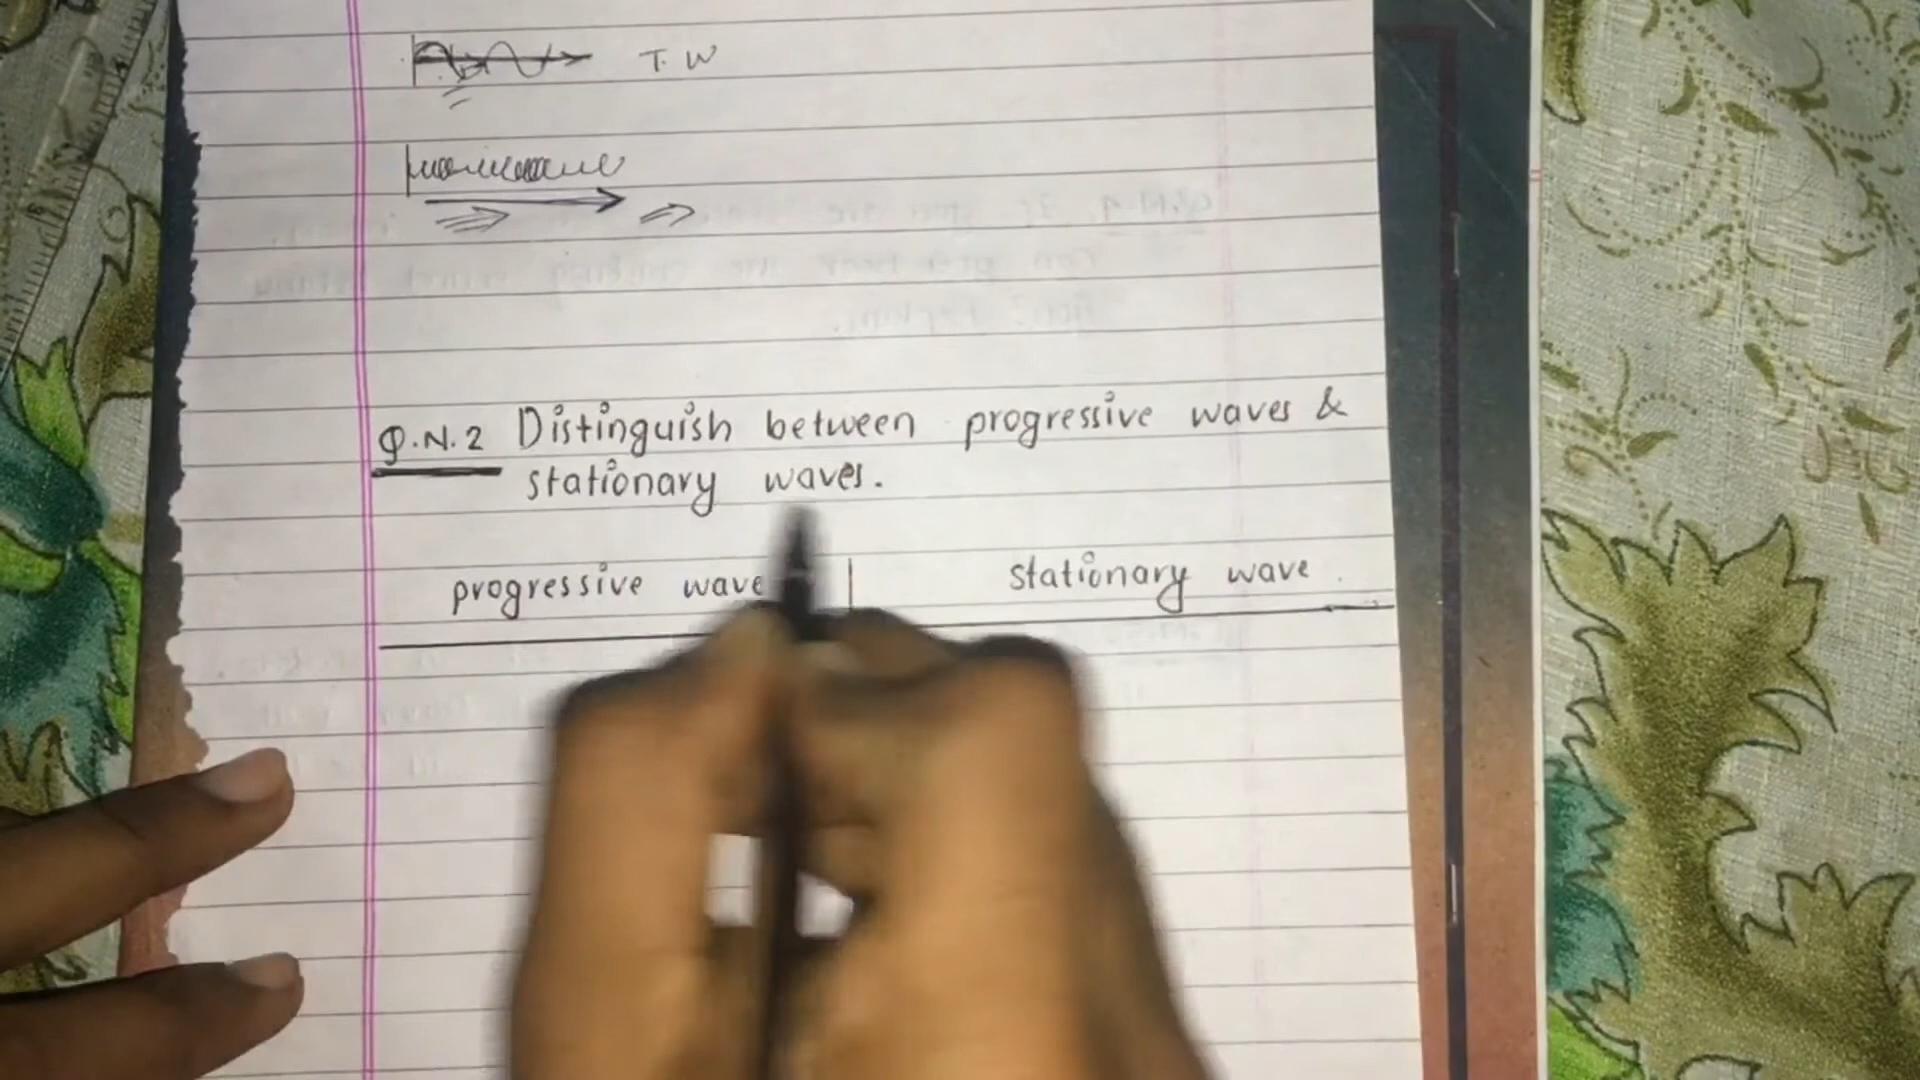 T. W
Q.N.2 Distinguish between progressive waves &
stationary waves.
progressive wave
stationary wave